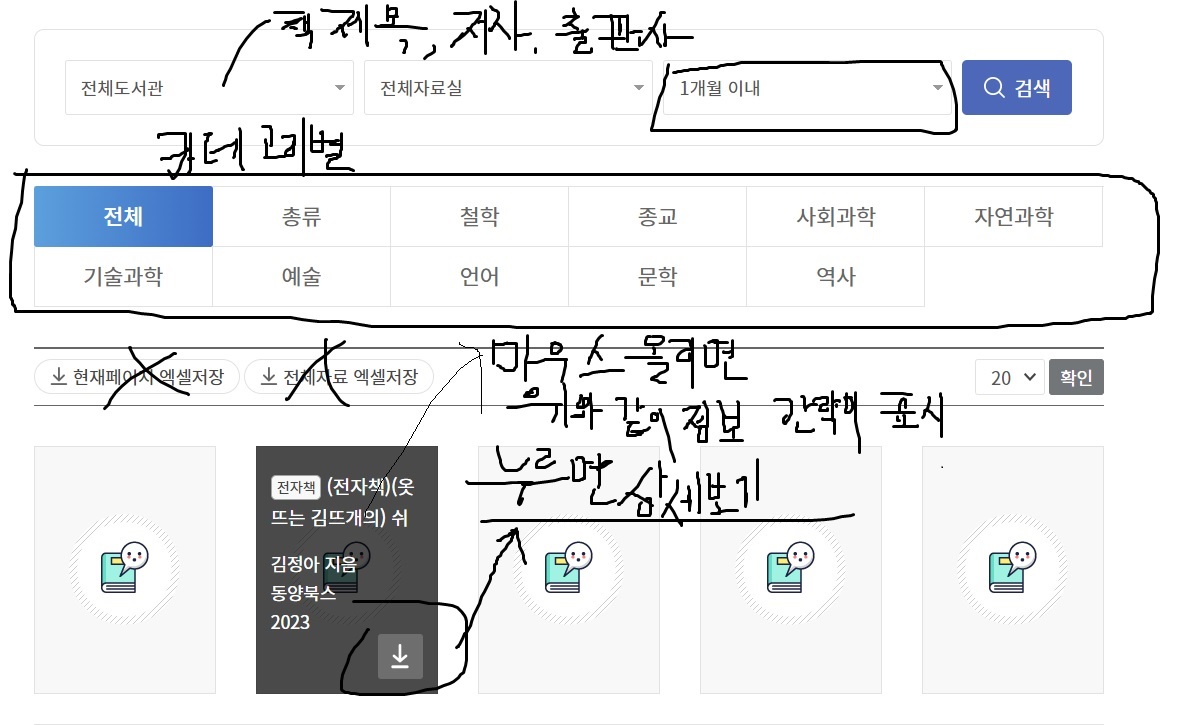 책 제목, 저자, 출판사
전체도서관 전체자료실 1개월 이내 검색
카테고리별
전체 총류 철학 종교 사회과학 자연과학
기술과학 예술 언어 문학 역사
현재페이지 엑셀저장 전체자료 엑셀저장 20 확인
마우스 올리면
위와 같이 정보 간략히 표시
누르면 상세보기
전자책 (전자책)(옷
뜨는 김뜨개의) 쉬
김정아 지음
동양북스
2023